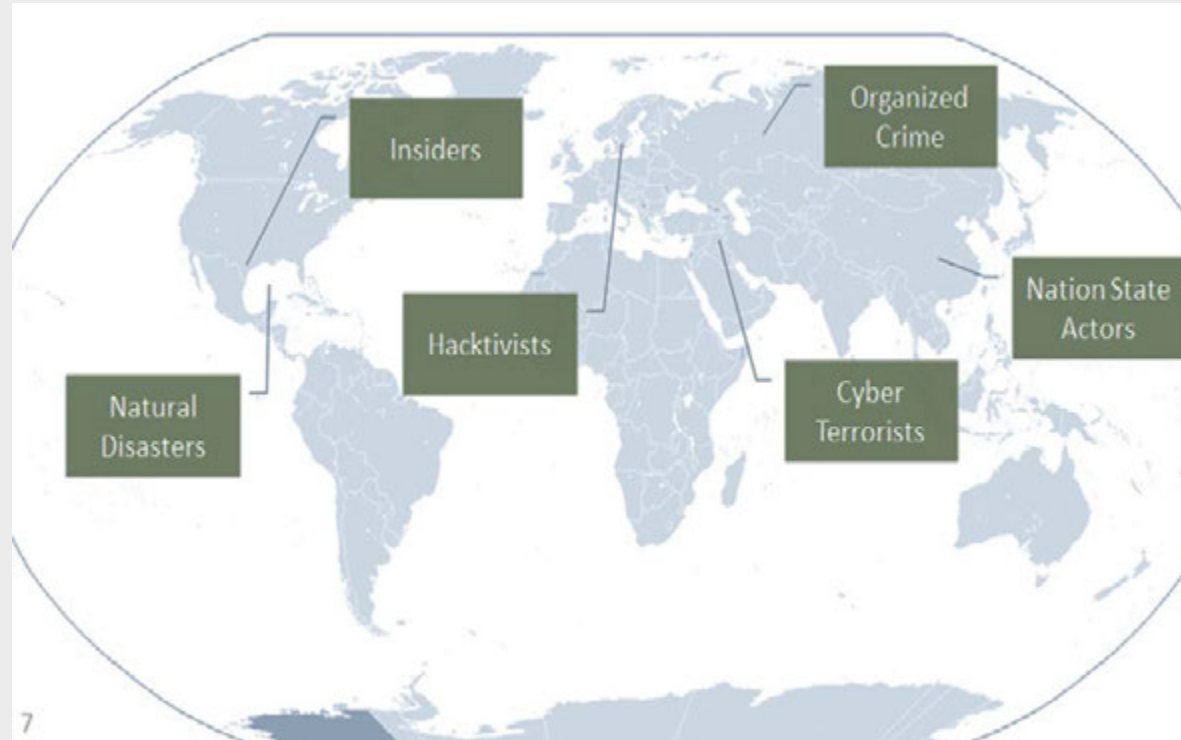 Insiders
Organized
Crime
Hacktivists
Nation State
Actors
Natural
Disasters
Cyber
Terrorists
7